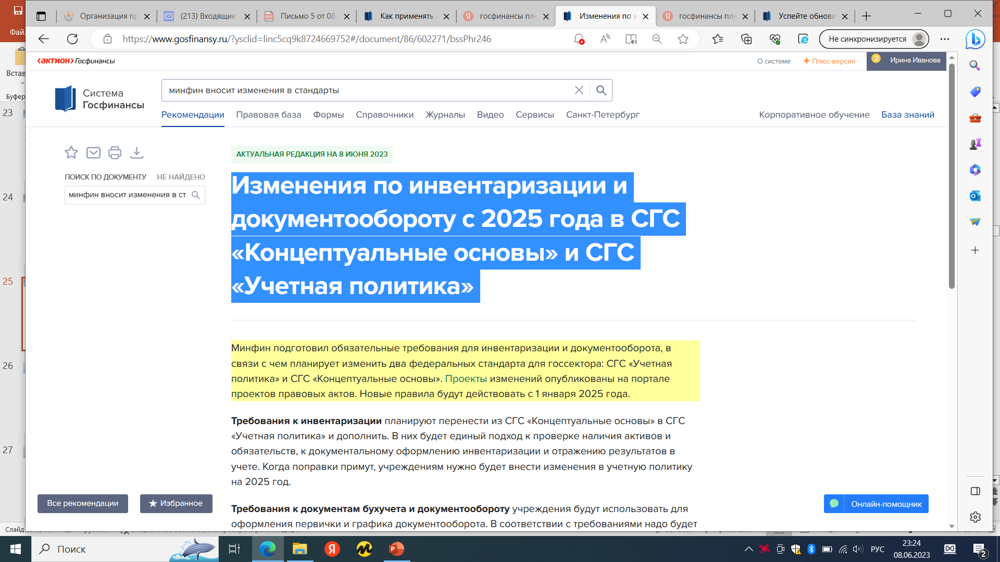 Организация пр
(213) Входящие
Письмо 5 от 08.
Как применять
госфинансы плю
Изменения по и
госфинансы плю
Успейте обнови
Фай
https://www.gosfinansy.ru/?ysclid=linc5cq9k8724669752#/document/86/602271/bssPhr246
Не синхронизируется
Встав
Буфер
‹актион› Госфинансы
О системе
Плюс-версия
2
Ирина Иванова
Система
Госфинансы
минфин вносит изменения в стандарты
Рекомендации Правовая база Формы Справочники Журналы Видео Сервисы Санкт-Петербург Корпоративное обучение База знаний
23
24
25
26
27
АКТУАЛЬНАЯ РЕДАКЦИЯ НА 8 ИЮНЯ 2023
ПОИСК ПО ДОКУМЕНТУ НЕ НАЙДЕНО
минфин вносит изменения в ст
Изменения по инвентаризации и
документообороту с 2025 года в СГС
«Концептуальные основы» и СГС
«Учетная политика»
Минфин подготовил обязательные требования для инвентаризации и документооборота, в
связи с чем планирует изменить два федеральных стандарта для госсектора: СГС «Учетная
политика» и СГС «Концептуальные основы». Проекты изменений опубликованы на портале
проектов правовых актов. Новые правила будут действовать с 1 января 2025 года.
Требования к инвентаризации планируют перенести из СГС «Концептуальные основы» в СГС
«Учетная политика» и дополнить. В них будет единый подход к проверке наличия активов и
обязательств, к документальному оформлению инвентаризации и отражению результатов в
учете. Когда поправки примут, учреждениям нужно будет внести изменения в учетную политику
на 2025 год.
Требования к документам бухучета и документообороту учреждения будут использовать для
оформления первички и графика документооборота. В соответствии с требованиями надо будет
Все рекомендации
Избранное
Онлайн-помощник
Слайд
Поиск
РУС
23:24
08.06.2023
2